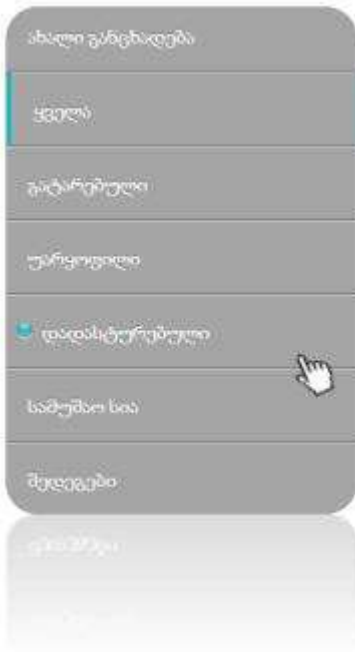 ახალი განცხადება
ყველა
გატარებული
უარყოფილი
დადასტურებული
სამუშაო სია
შედეგები